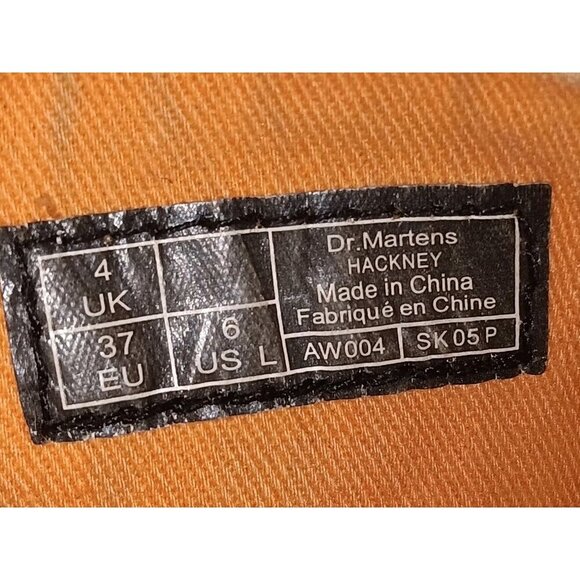 4
UK
37
EU
6
US L
Dr.Martens
HACKNEY
Made in China
Fabriqué en Chine
AW004
SK05P